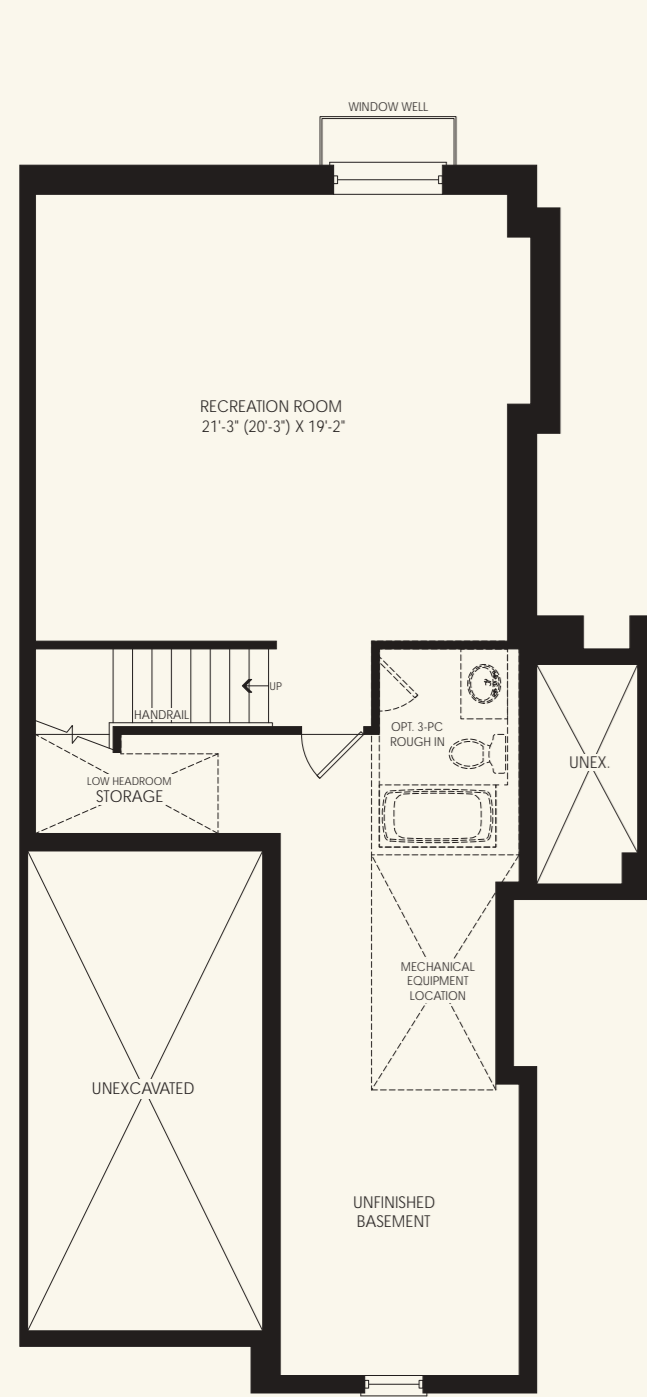 WINDOW WELL
RECREATION ROOM
21'-3" (20'-3") X 19'-2"
UP
HANDRAIL
OPT. 3-PC
ROUGH IN
UNEX.
LOW HEADROOM
STORAGE
MECHANICAL
EQUIPMENT
LOCATION
UNEXCAVATED
UNFINISHED
BASEMENT